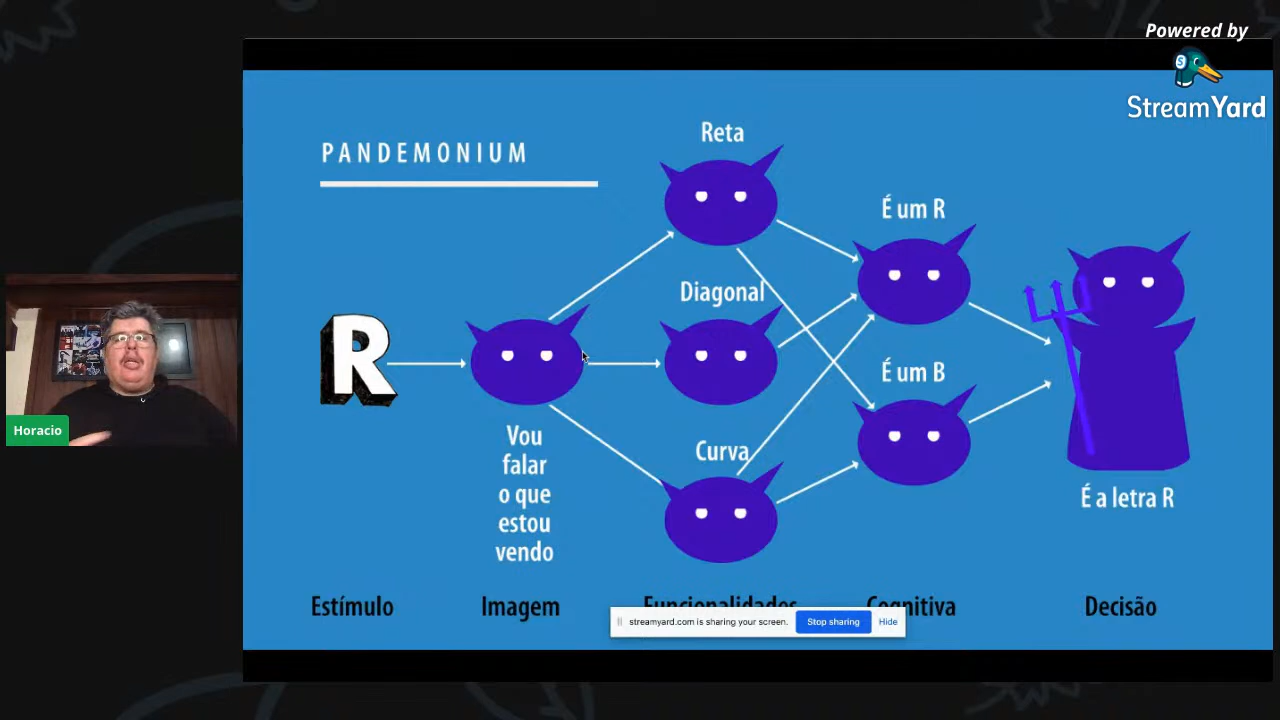 Powered by
StreamYard
PANDEMONIUM
Reta
É um R
Diagonal
R
É um B
Horacio
Vou
falar
o que
estou
vendo
Curva
É a letra R
Estímulo
Imagem
Funcionalidades
Cognitiva
Decisão
streamyard.com is sharing your screen.
Stop sharing
Hide